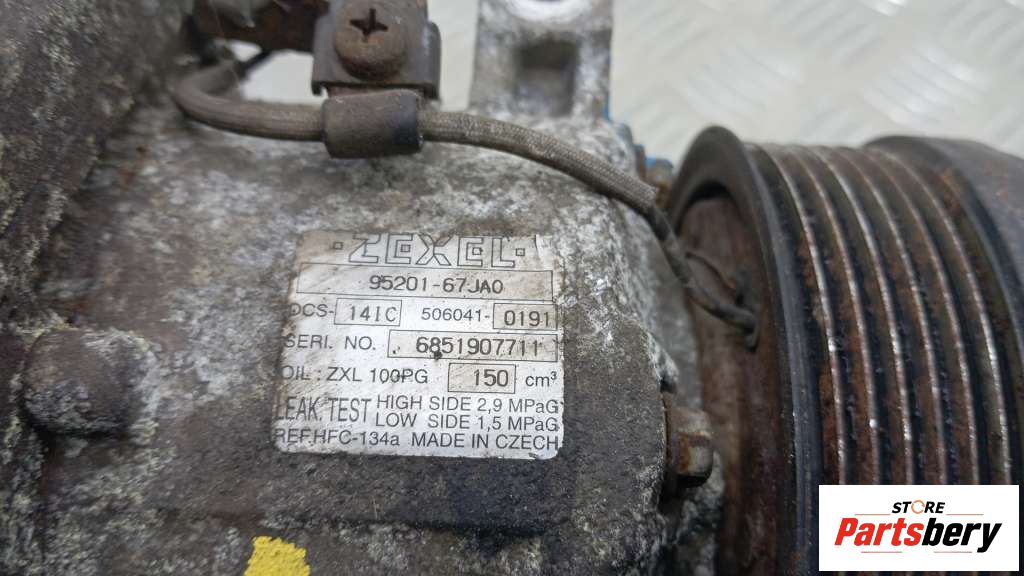 ·ZEXEL·
95201-67JA0
DCS- 141C 506041- 0191
SERI. NO. 6851907711
OIL : ZXL 100PG 150 cm³
LEAK TEST HIGH SIDE 2,9 MPaG
LOW SIDE 1,5 MPaG
REF.HFC-134a MADE IN CZECH
STORE
Partsbery